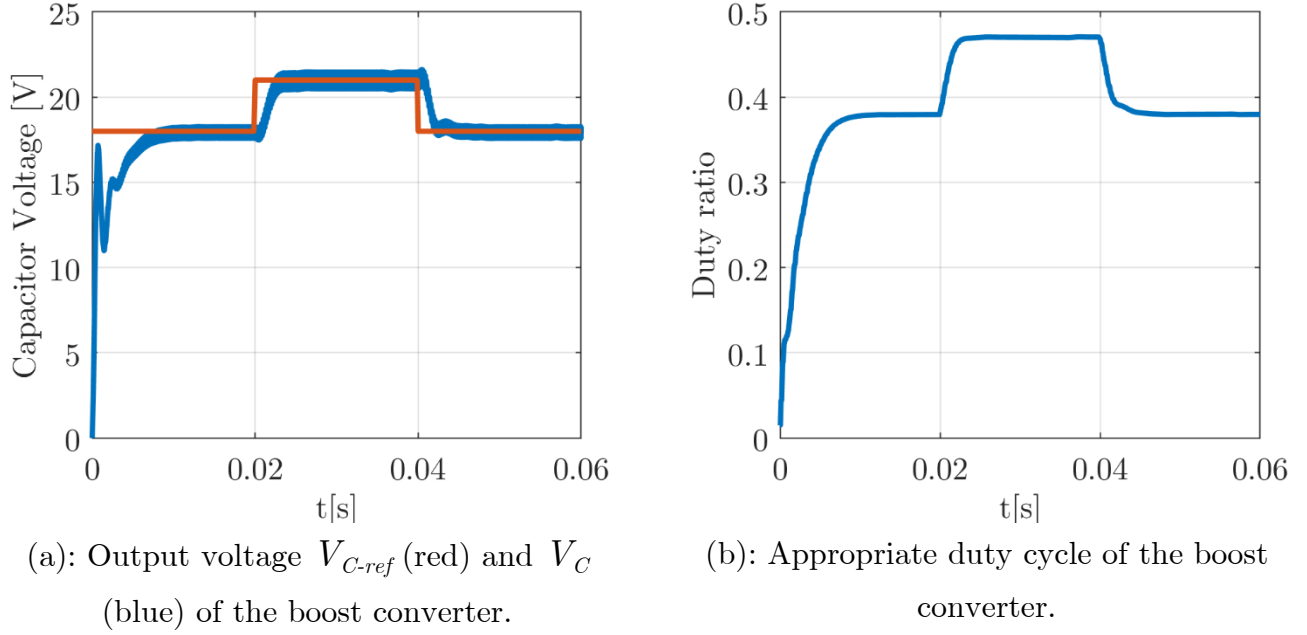 25
20
15
10
5
0
0
0.02
0.04
0.06
Capacitor Voltage [V]
t[s]
(a): Output voltage V_{C-ref} (red) and V_C
(blue) of the boost converter.
0.5
0.4
0.3
0.2
0.1
0
0
0.02
0.04
0.06
Duty ratio
t[s]
(b): Appropriate duty cycle of the boost
converter.